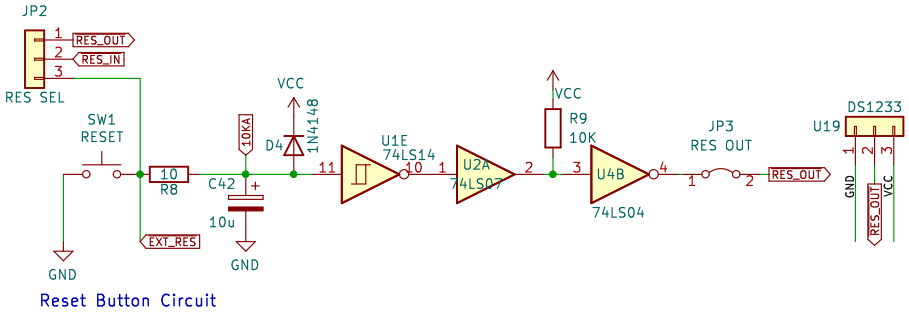 JP2
1
RES_OUT
2
RES_IN
3
RES SEL
SW1
RESET
10
R8
EXT_RES
GND
10KA
C42
+
10u
GND
VCC
D4
1N4148
11
U1E
74LS14
10
1
U2A
74LS07
2
VCC
R9
10K
3
U4B
4
74LS04
JP3
RES OUT
1
2
RES_OUT
DS1233
U19
1
2
3
GND
RES_OUT
VCC
Reset Button Circuit